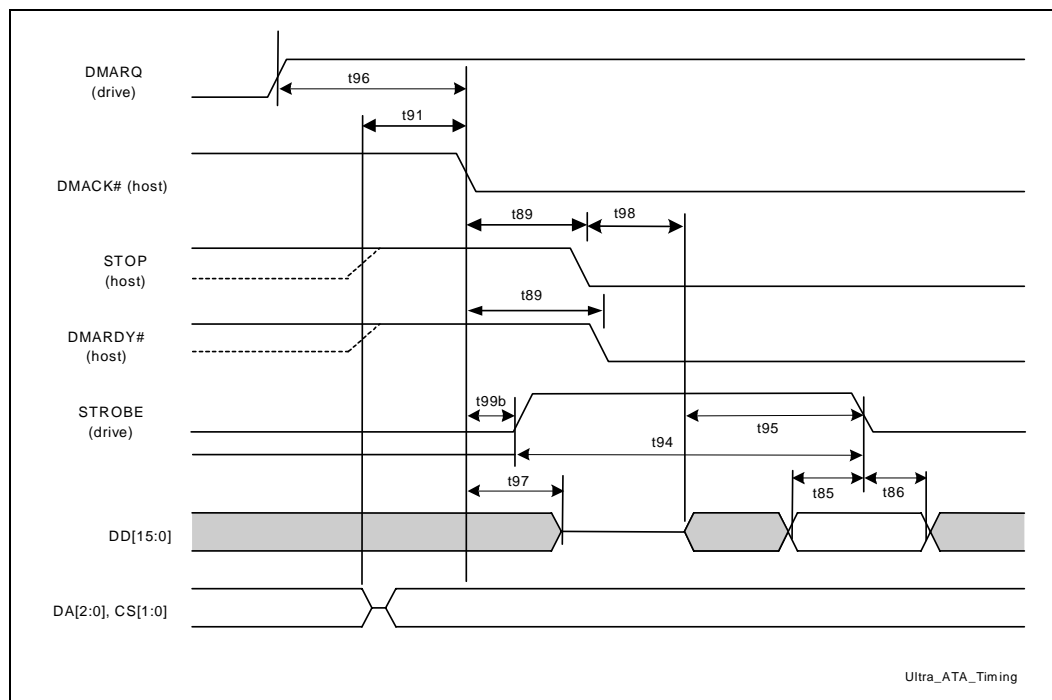 DMARQ
(drive)
t96
t91
DMACK# (host)
t89
t98
STOP
(host)
t89
DMARDY#
(host)
t99b
STROBE
(drive)
t95
t94
t97
t85
t86
DD[15:0]
DA[2:0], CS[1:0]
Ultra_ATA_Timing